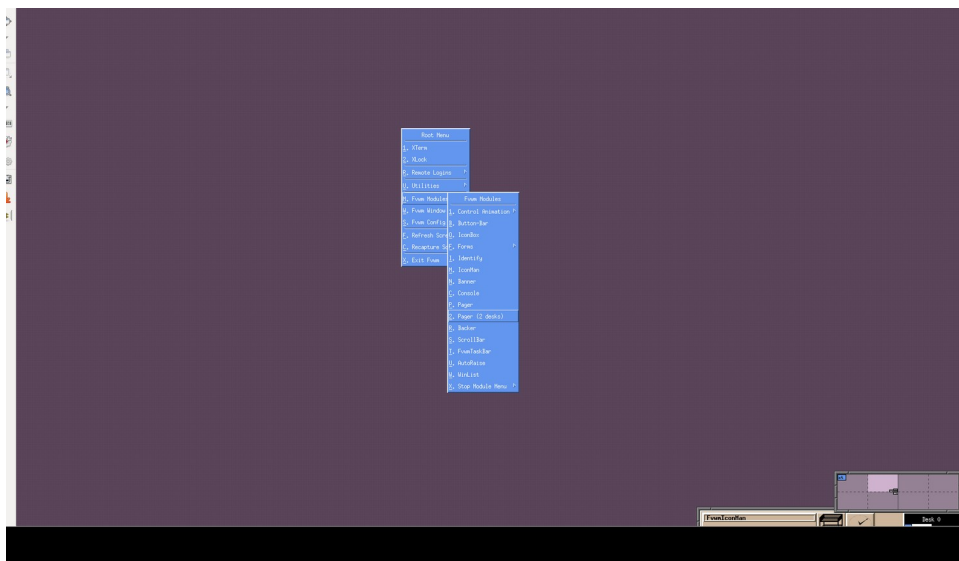 Root Menu
1. XTerm
2. XLock
R. Remote Logins
U. Utilities
M. Fvwm Modules
W. Fvwm Window
S. Fvwm Config
F. Refresh Scre
C. Recapture Sc
X. Exit Fvwm
Fvwm Modules
1. Control Animation
B. Button-Bar
O. IconBox
F. Forms
I. Identify
M. IconMan
N. Banner
C. Console
P. Pager
2. Pager (2 desks)
R. Backer
S. ScrollBar
T. FvwmTaskBar
U. AutoRaise
W. WinList
K. Stop Module Menu
FvwmIconMan
Desk 0